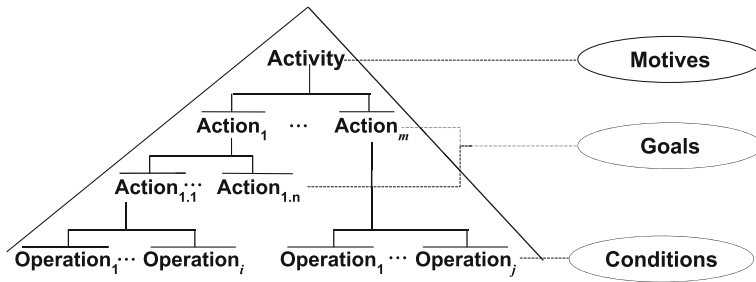 Activity Motives
Action1 ··· Actionm Goals
Action1.1 ··· Action1.n
Operation1 ··· Operationi Operation1 ··· Operationj Conditions